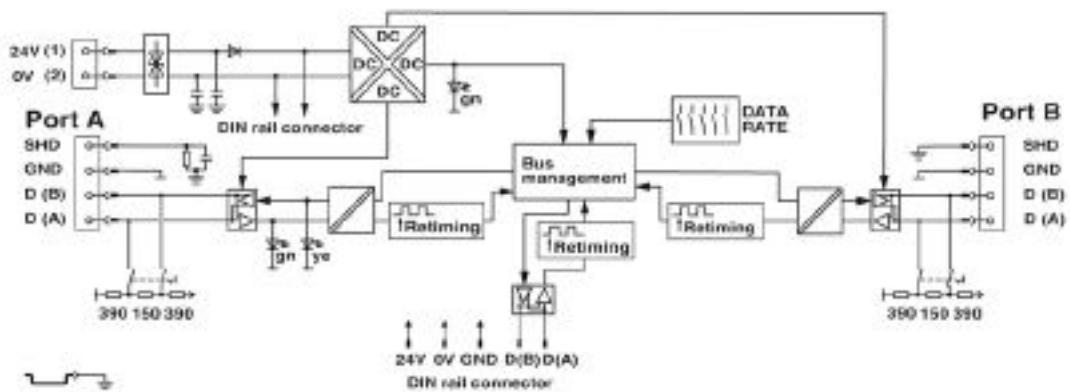 24V (1)
0V (2)
DC
DC DC
DC
gn
DIN rail connector
DATA
RATE
Port A
Port B
SHD
GND
D (B)
D (A)
SHD
GND
D (B)
D (A)
Bus
management
Retiming
Retiming
Retiming
gn
ye
390 150 390
390 150 390
24V 0V GND D(B) D(A)
DIN rail connector